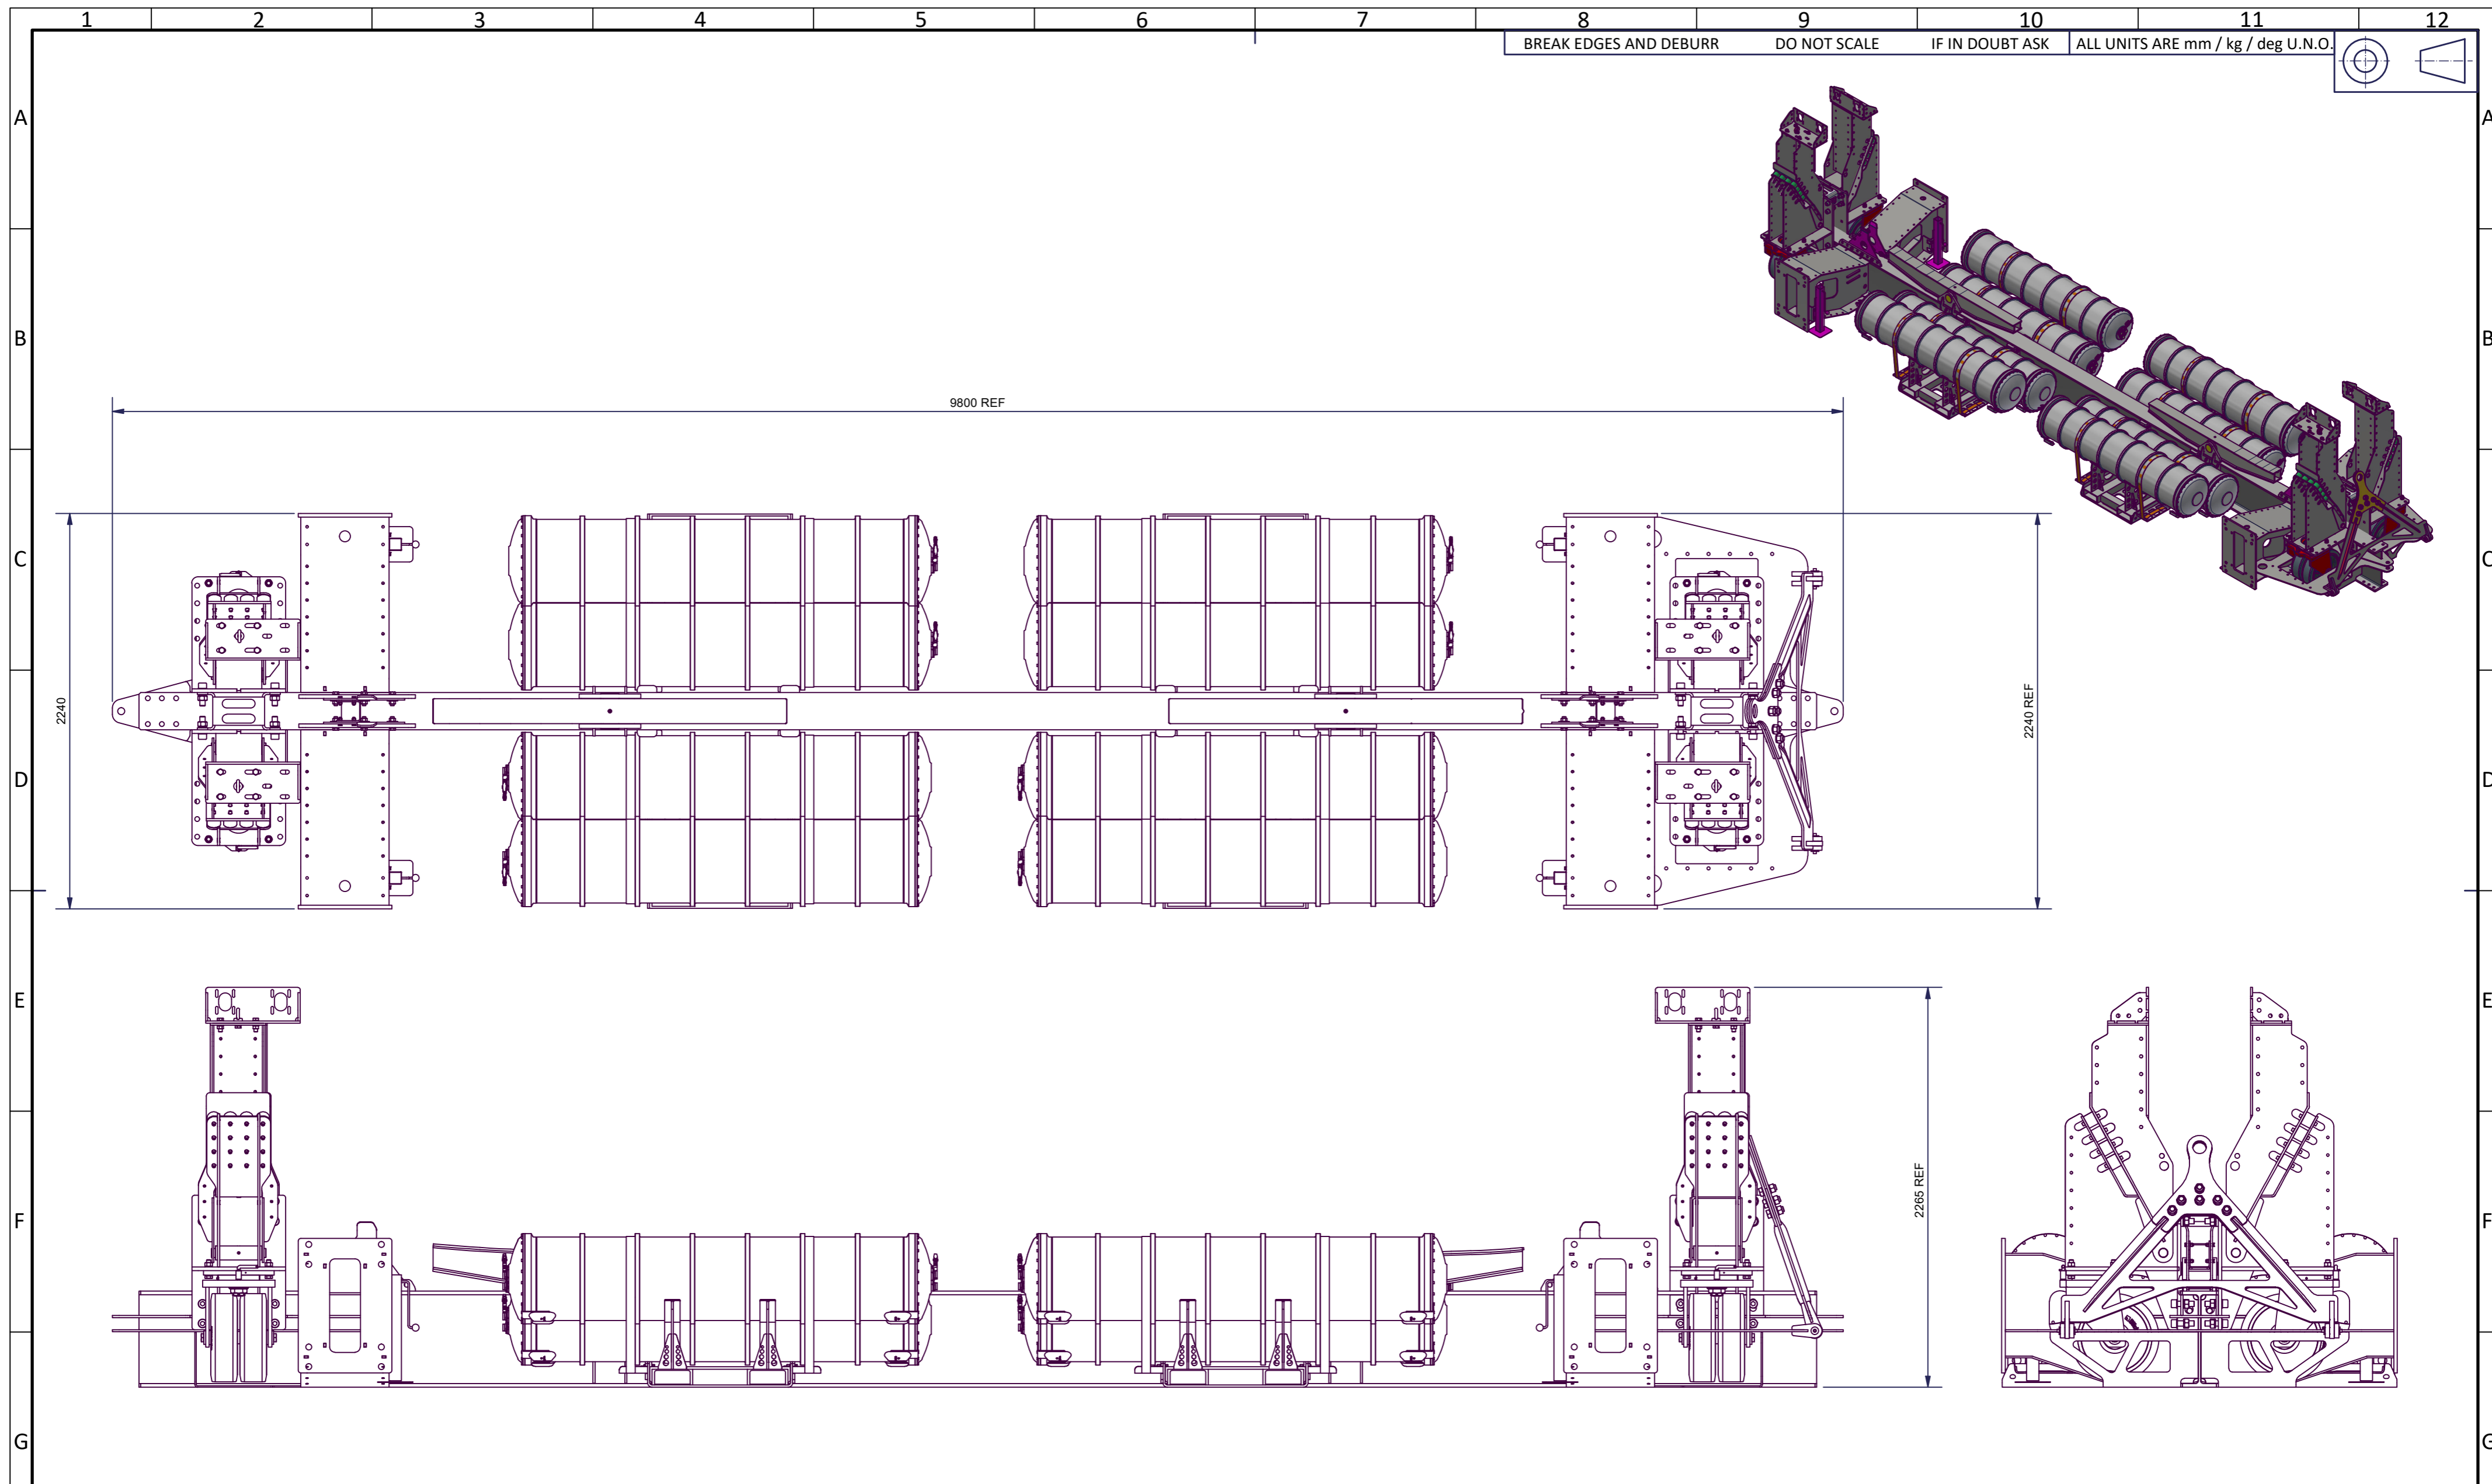 1 2 3 4 5 6 7 8 9 10 11 12
BREAK EDGES AND DEBURR DO NOT SCALE IF IN DOUBT ASK ALL UNITS ARE mm / kg / deg U.N.O.
A A
B B
9800 REF
C C
2240
2240 REF
D D
E E
2265 REF
F F
G G